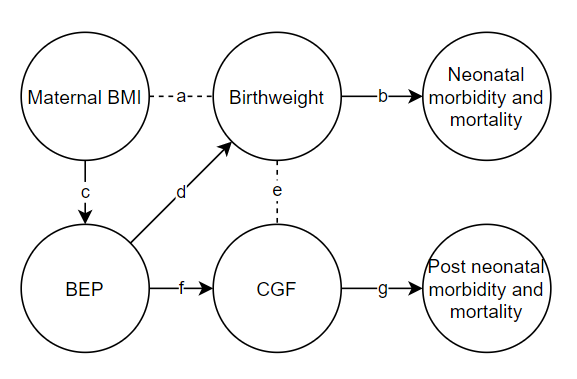 Maternal BMI
a
Birthweight
b
Neonatal
morbidity and
mortality
c
d
e
BEP
f
CGF
g
Post neonatal
morbidity and
mortality